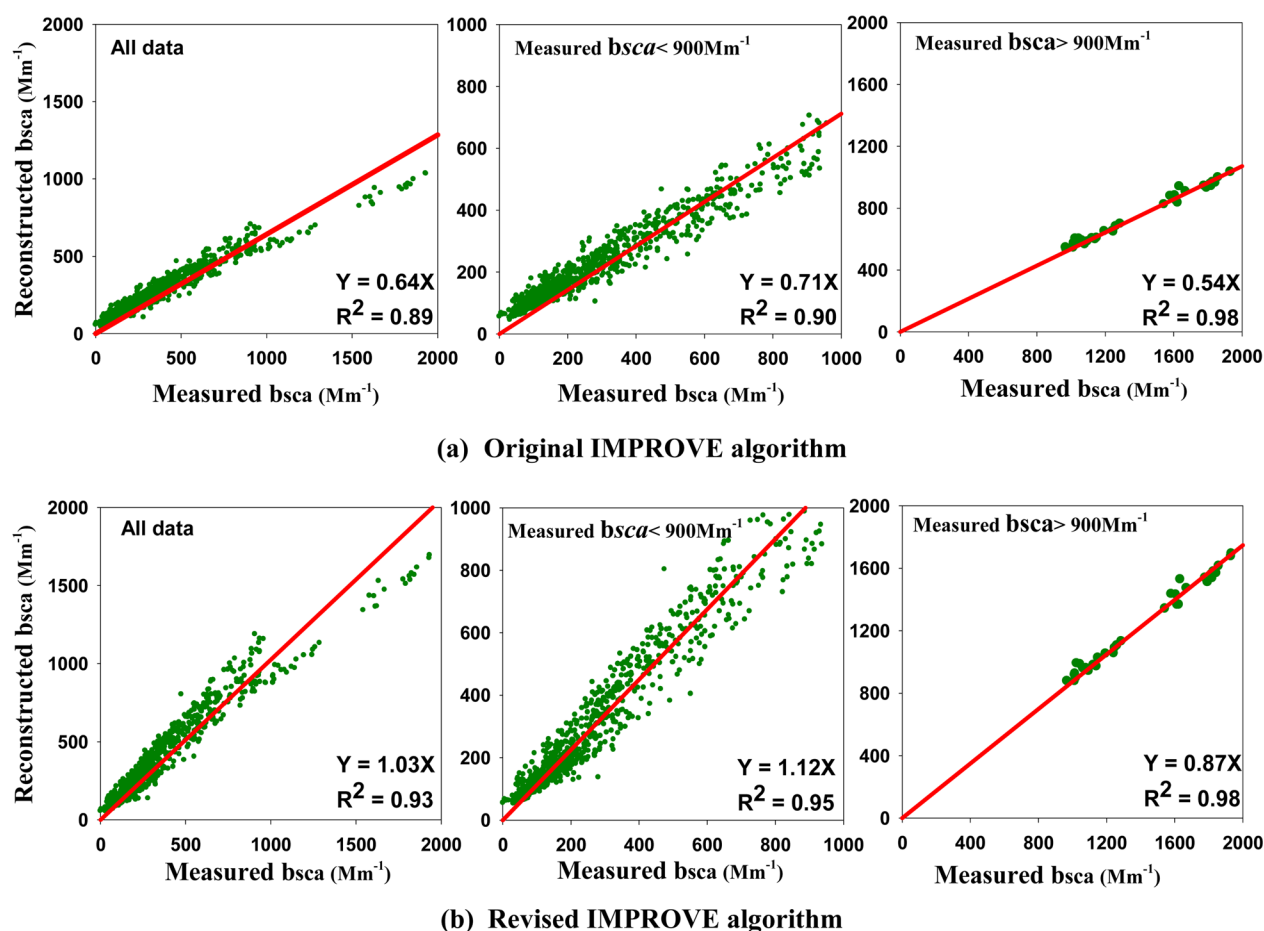 All data
Reconstructed bsca (Mm⁻¹)
2000
1500
1000
500
0
0 500 1000 1500 2000
Y = 0.64X
R² = 0.89
Measured bsca (Mm⁻¹)
Measured bsca< 900Mm⁻¹
1000
800
600
400
200
0
0 200 400 600 800 1000
Y = 0.71X
R² = 0.90
Measured bsca (Mm⁻¹)
Measured bsca> 900Mm⁻¹
2000
1600
1200
800
400
0
0 400 800 1200 1600 2000
Y = 0.54X
R² = 0.98
Measured bsca (Mm⁻¹)
(a) Original IMPROVE algorithm
All data
Reconstructed bsca (Mm⁻¹)
2000
1500
1000
500
0
0 500 1000 1500 2000
Y = 1.03X
R² = 0.93
Measured bsca (Mm⁻¹)
Measured bsca< 900Mm⁻¹
1000
800
600
400
200
0
0 200 400 600 800 1000
Y = 1.12X
R² = 0.95
Measured bsca (Mm⁻¹)
Measured bsca> 900Mm⁻¹
2000
1600
1200
800
400
0
0 400 800 1200 1600 2000
Y = 0.87X
R² = 0.98
Measured bsca (Mm⁻¹)
(b) Revised IMPROVE algorithm